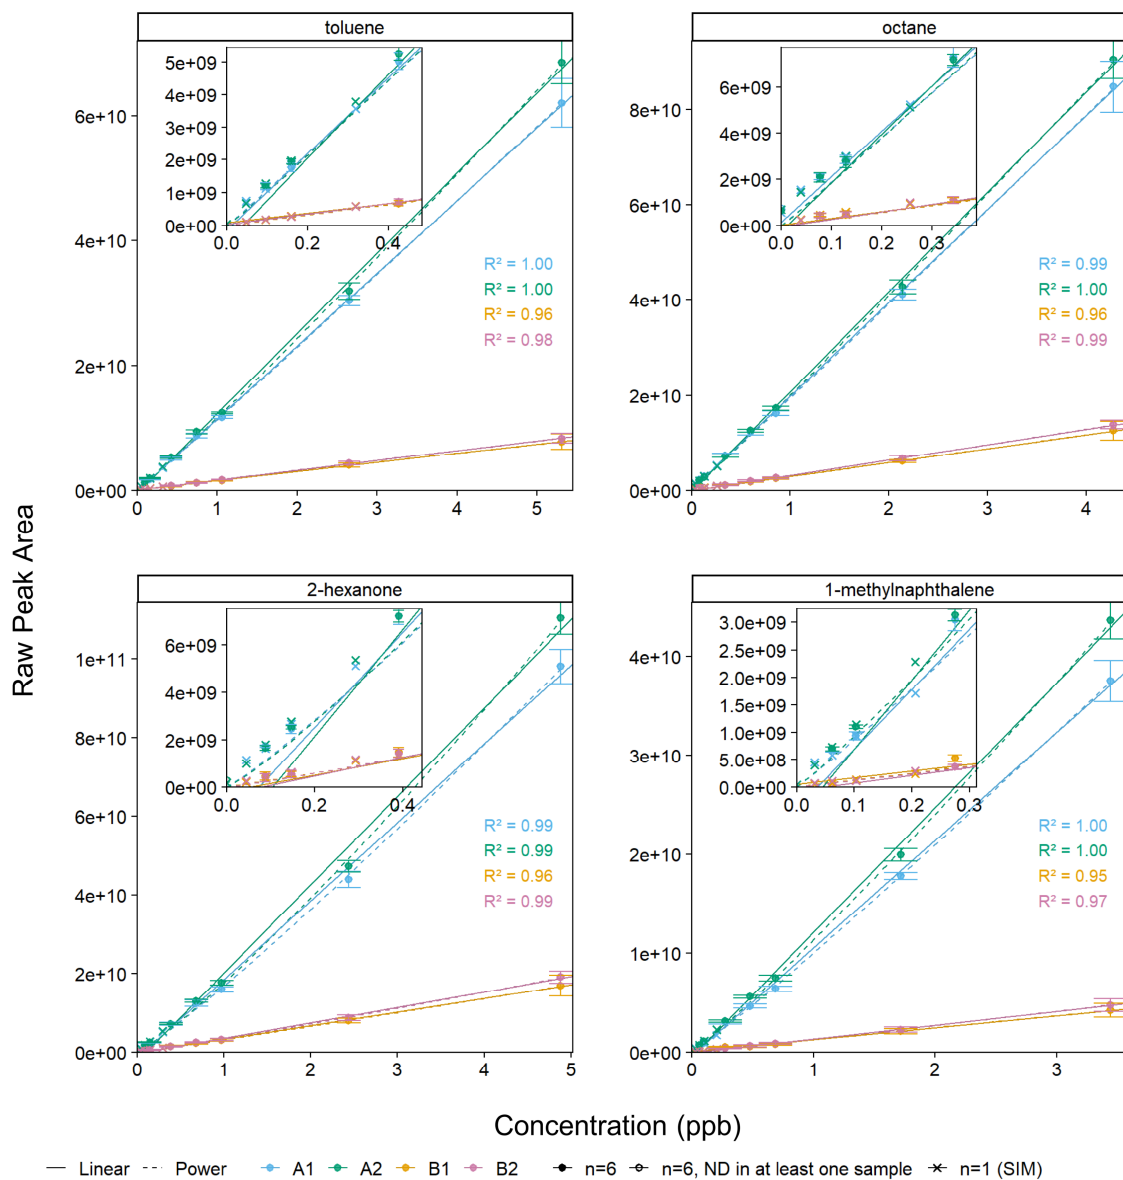 toluene
octane
5e+09
4e+09
3e+09
2e+09
1e+09
0e+00
0.0 0.2 0.4
6e+09
4e+09
2e+09
0e+00
0.0 0.1 0.2 0.3
6e+10
4e+10
2e+10
0e+00
R² = 1.00
R² = 1.00
R² = 0.96
R² = 0.98
0 1 2 3 4 5
8e+10
6e+10
4e+10
2e+10
0e+00
R² = 0.99
R² = 1.00
R² = 0.96
R² = 0.99
0 1 2 3 4
Raw Peak Area
2-hexanone
1-methylnaphthalene
6e+09
4e+09
2e+09
0e+00
0.0 0.2 0.4
3.0e+09
2.5e+09
2.0e+09
1.5e+09
1.0e+09
5.0e+08
0.0e+00
0.0 0.1 0.2 0.3
1e+11
8e+10
6e+10
4e+10
2e+10
0e+00
R² = 0.99
R² = 0.99
R² = 0.96
R² = 0.99
0 1 2 3 4 5
4e+10
3e+10
2e+10
1e+10
0e+00
R² = 1.00
R² = 1.00
R² = 0.95
R² = 0.97
0 1 2 3
Concentration (ppb)
Linear Power A1 A2 B1 B2 n=6 n=6, ND in at least one sample n=1 (SIM)